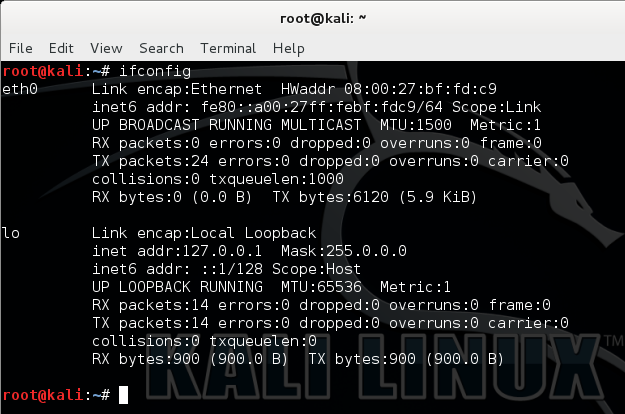 root@kali: ~
File Edit View Search Terminal Help
root@kali:~# ifconfig
eth0      Link encap:Ethernet  HWaddr 08:00:27:bf:fd:c9
          inet6 addr: fe80::a00:27ff:febf:fdc9/64 Scope:Link
          UP BROADCAST RUNNING MULTICAST  MTU:1500  Metric:1
          RX packets:0 errors:0 dropped:0 overruns:0 frame:0
          TX packets:24 errors:0 dropped:0 overruns:0 carrier:0
          collisions:0 txqueuelen:1000
          RX bytes:0 (0.0 B)  TX bytes:6120 (5.9 KiB)
lo        Link encap:Local Loopback
          inet addr:127.0.0.1  Mask:255.0.0.0
          inet6 addr: ::1/128 Scope:Host
          UP LOOPBACK RUNNING  MTU:65536  Metric:1
          RX packets:14 errors:0 dropped:0 overruns:0 frame:0
          TX packets:14 errors:0 dropped:0 overruns:0 carrier:0
          collisions:0 txqueuelen:0
          RX bytes:900 (900.0 B)  TX bytes:900 (900.0 B)
KALI LINUX™
root@kali:~#